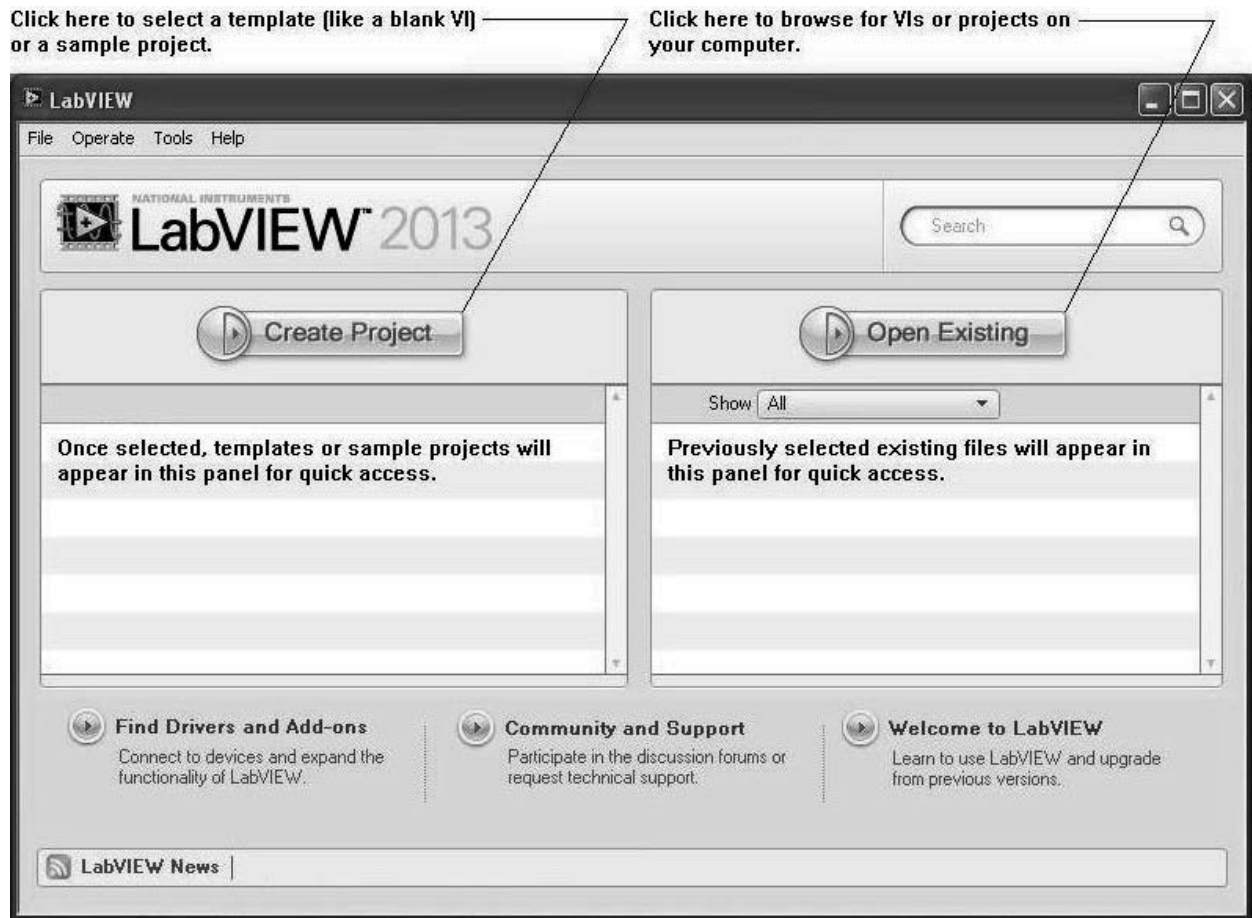 Click here to select a template (like a blank VI)
or a sample project.
Click here to browse for VIs or projects on
your computer.
LabVIEW
File Operate Tools Help
NATIONAL INSTRUMENTS
LabVIEW™ 2013
Search
Create Project
Open Existing
Show All
Once selected, templates or sample projects will
appear in this panel for quick access.
Previously selected existing files will appear in
this panel for quick access.
Find Drivers and Add-ons
Connect to devices and expand the
functionality of LabVIEW.
Community and Support
Participate in the discussion forums or
request technical support.
Welcome to LabVIEW
Learn to use LabVIEW and upgrade
from previous versions.
LabVIEW News